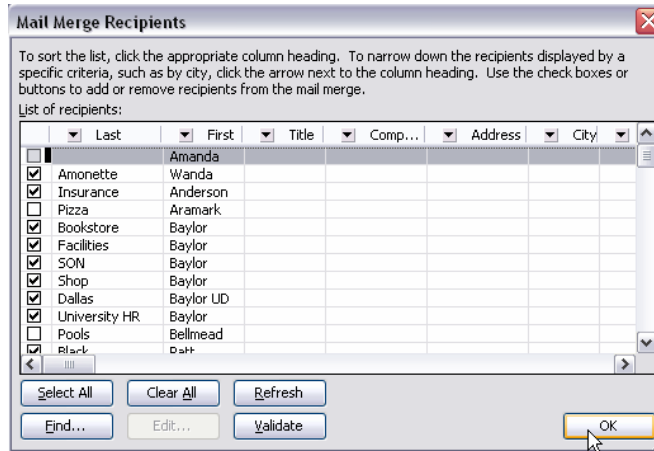 Mail Merge Recipients
To sort the list, click the appropriate column heading. To narrow down the recipients displayed by a
specific criteria, such as by city, click the arrow next to the column heading. Use the check boxes or
buttons to add or remove recipients from the mail merge.
List of recipients:
Last First Title Comp... Address City
Amanda
Amonette Wanda
Insurance Anderson
Pizza Aramark
Bookstore Baylor
Facilities Baylor
SON Baylor
Shop Baylor
Dallas Baylor UD
University HR Baylor
Pools Bellmead
Black Patt
Select All Clear All Refresh
Find... Edit... Validate OK